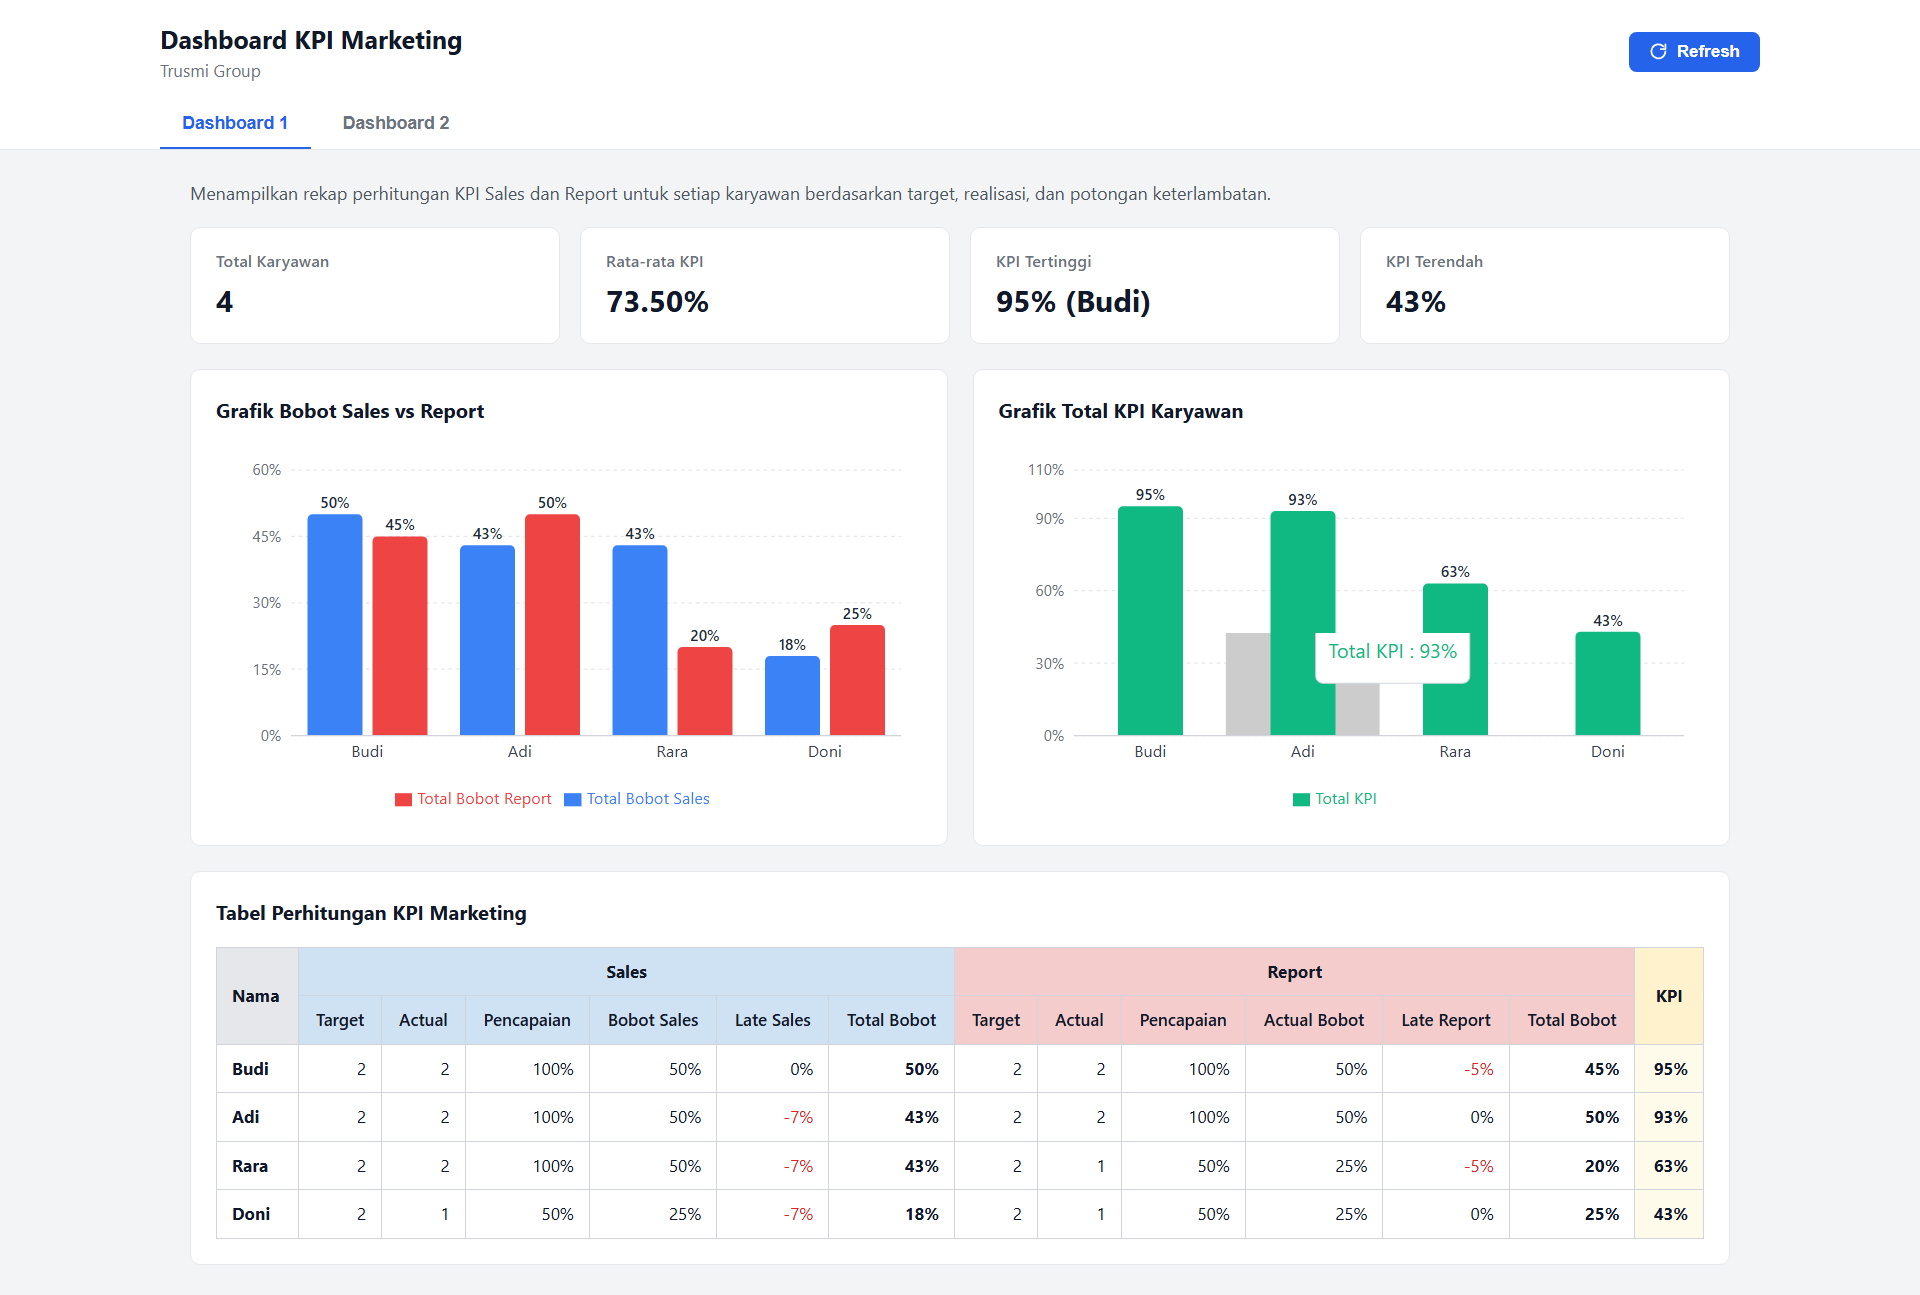 Dashboard KPI Marketing
Trusmi Group
Refresh
Dashboard 1
Dashboard 2
Menampilkan rekap perhitungan KPI Sales dan Report untuk setiap karyawan berdasarkan target, realisasi, dan potongan keterlambatan.
Total Karyawan
4
Rata-rata KPI
73.50%
KPI Tertinggi
95% (Budi)
KPI Terendah
43%
Grafik Bobot Sales vs Report
60%
45%
30%
15%
0%
50%
45%
43%
50%
43%
20%
18%
25%
Budi
Adi
Rara
Doni
Total Bobot Report
Total Bobot Sales
Grafik Total KPI Karyawan
110%
90%
60%
30%
0%
95%
93%
63%
43%
Total KPI : 93%
Budi
Adi
Rara
Doni
Total KPI
Tabel Perhitungan KPI Marketing
Nama Sales Report KPI
Target Actual Pencapaian Bobot Sales Late Sales Total Bobot Target Actual Pencapaian Actual Bobot Late Report Total Bobot
Budi 2 2 100% 50% 0% 50% 2 2 100% 50% -5% 45% 95%
Adi 2 2 100% 50% -7% 43% 2 2 100% 50% 0% 50% 93%
Rara 2 2 100% 50% -7% 43% 2 1 50% 25% -5% 20% 63%
Doni 2 1 50% 25% -7% 18% 2 1 50% 25% 0% 25% 43%